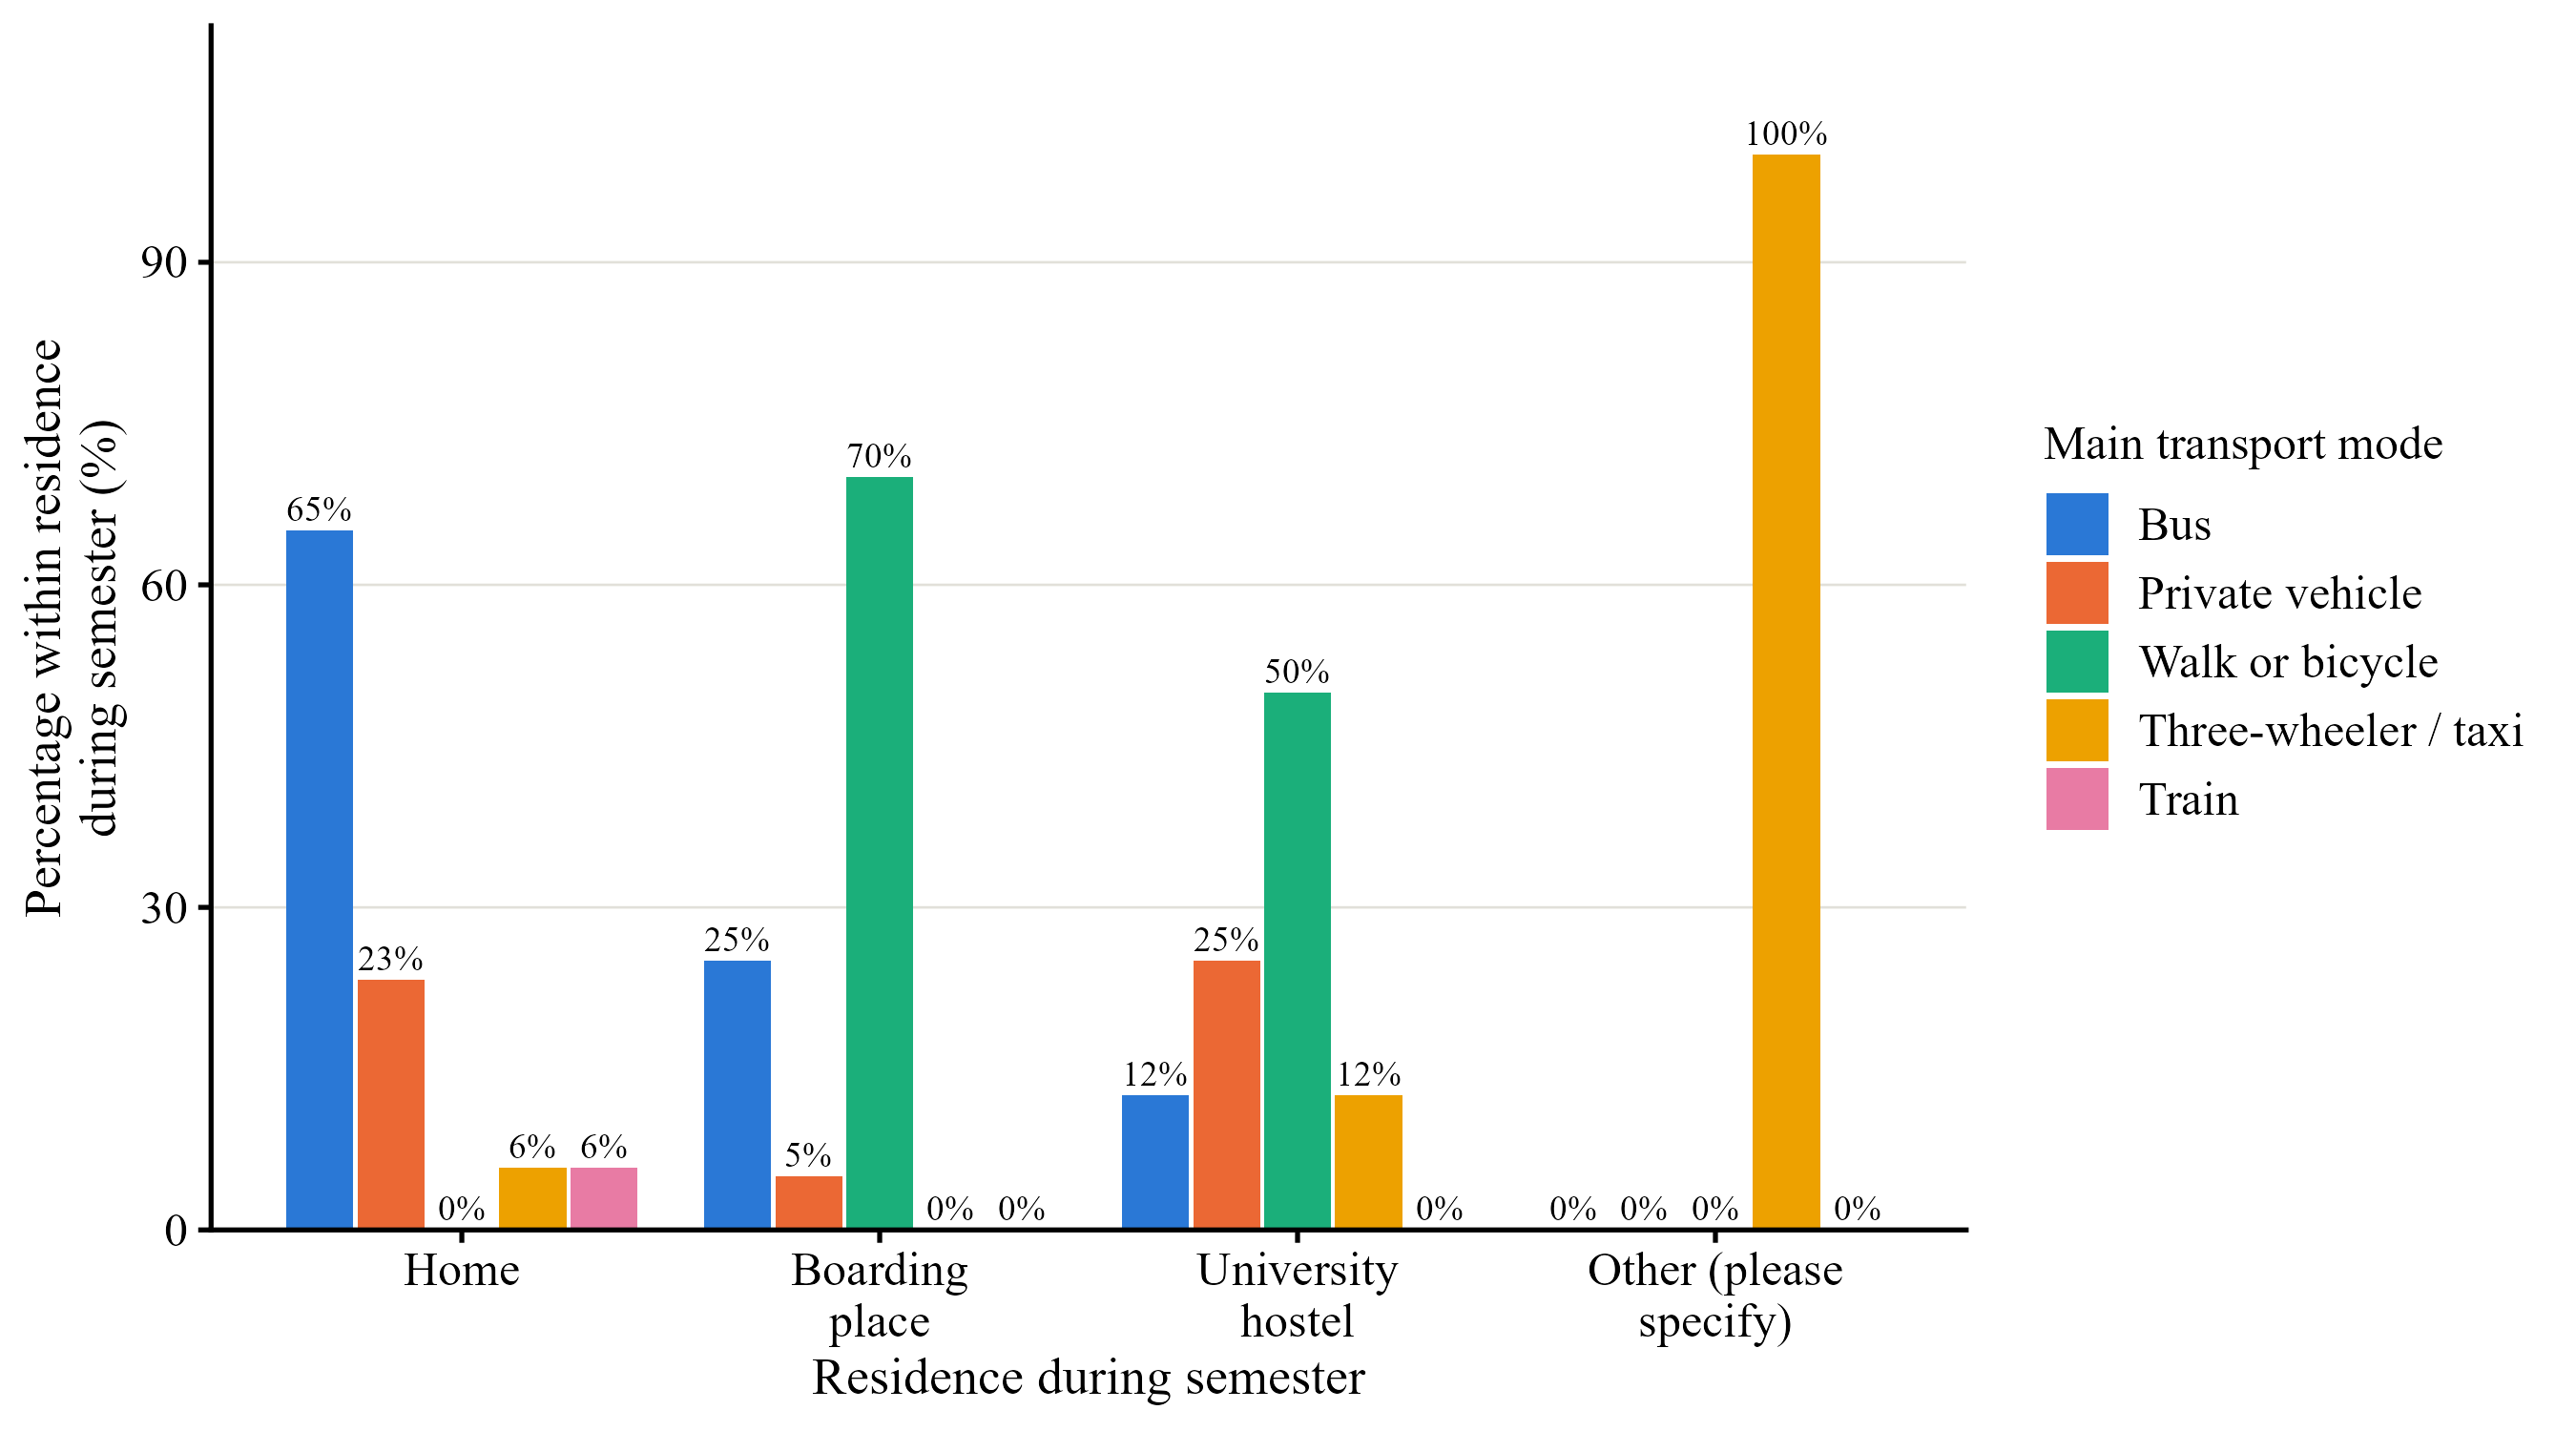 100%
90
70%
65%
60
50%
30
25%
25%
23%
12%
12%
6%
6%
5%
0%
0%
0%
0%
0%
0%
0%
0%
0
Home
Boarding
place
University
hostel
Other (please
specify)
Residence during semester
Percentage within residence
during semester (%)
Main transport mode
Bus
Private vehicle
Walk or bicycle
Three-wheeler / taxi
Train